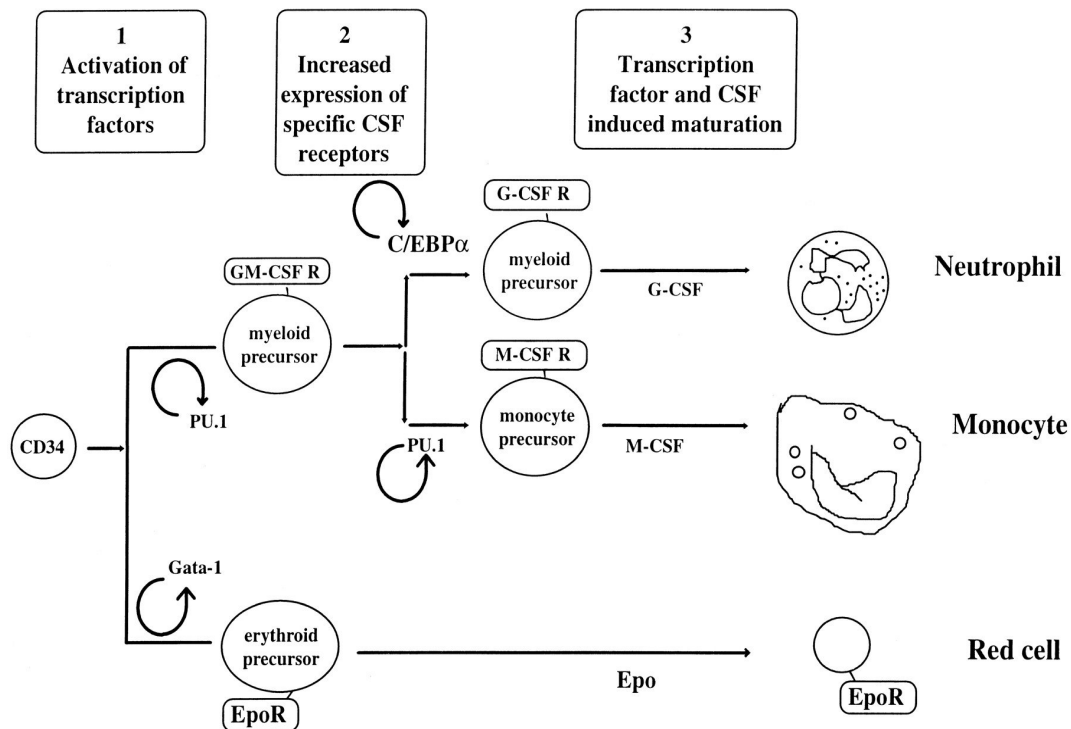 1
Activation of
transcription
factors
2
Increased
expression of
specific CSF
receptors
3
Transcription
factor and CSF
induced maturation
G-CSF R
C/EBPα
myeloid
precursor
G-CSF
Neutrophil
GM-CSF R
myeloid
precursor
PU.1
M-CSF R
monocyte
precursor
PU.1
M-CSF
Monocyte
CD34
Gata-1
erythroid
precursor
EpoR
Epo
Red cell
EpoR